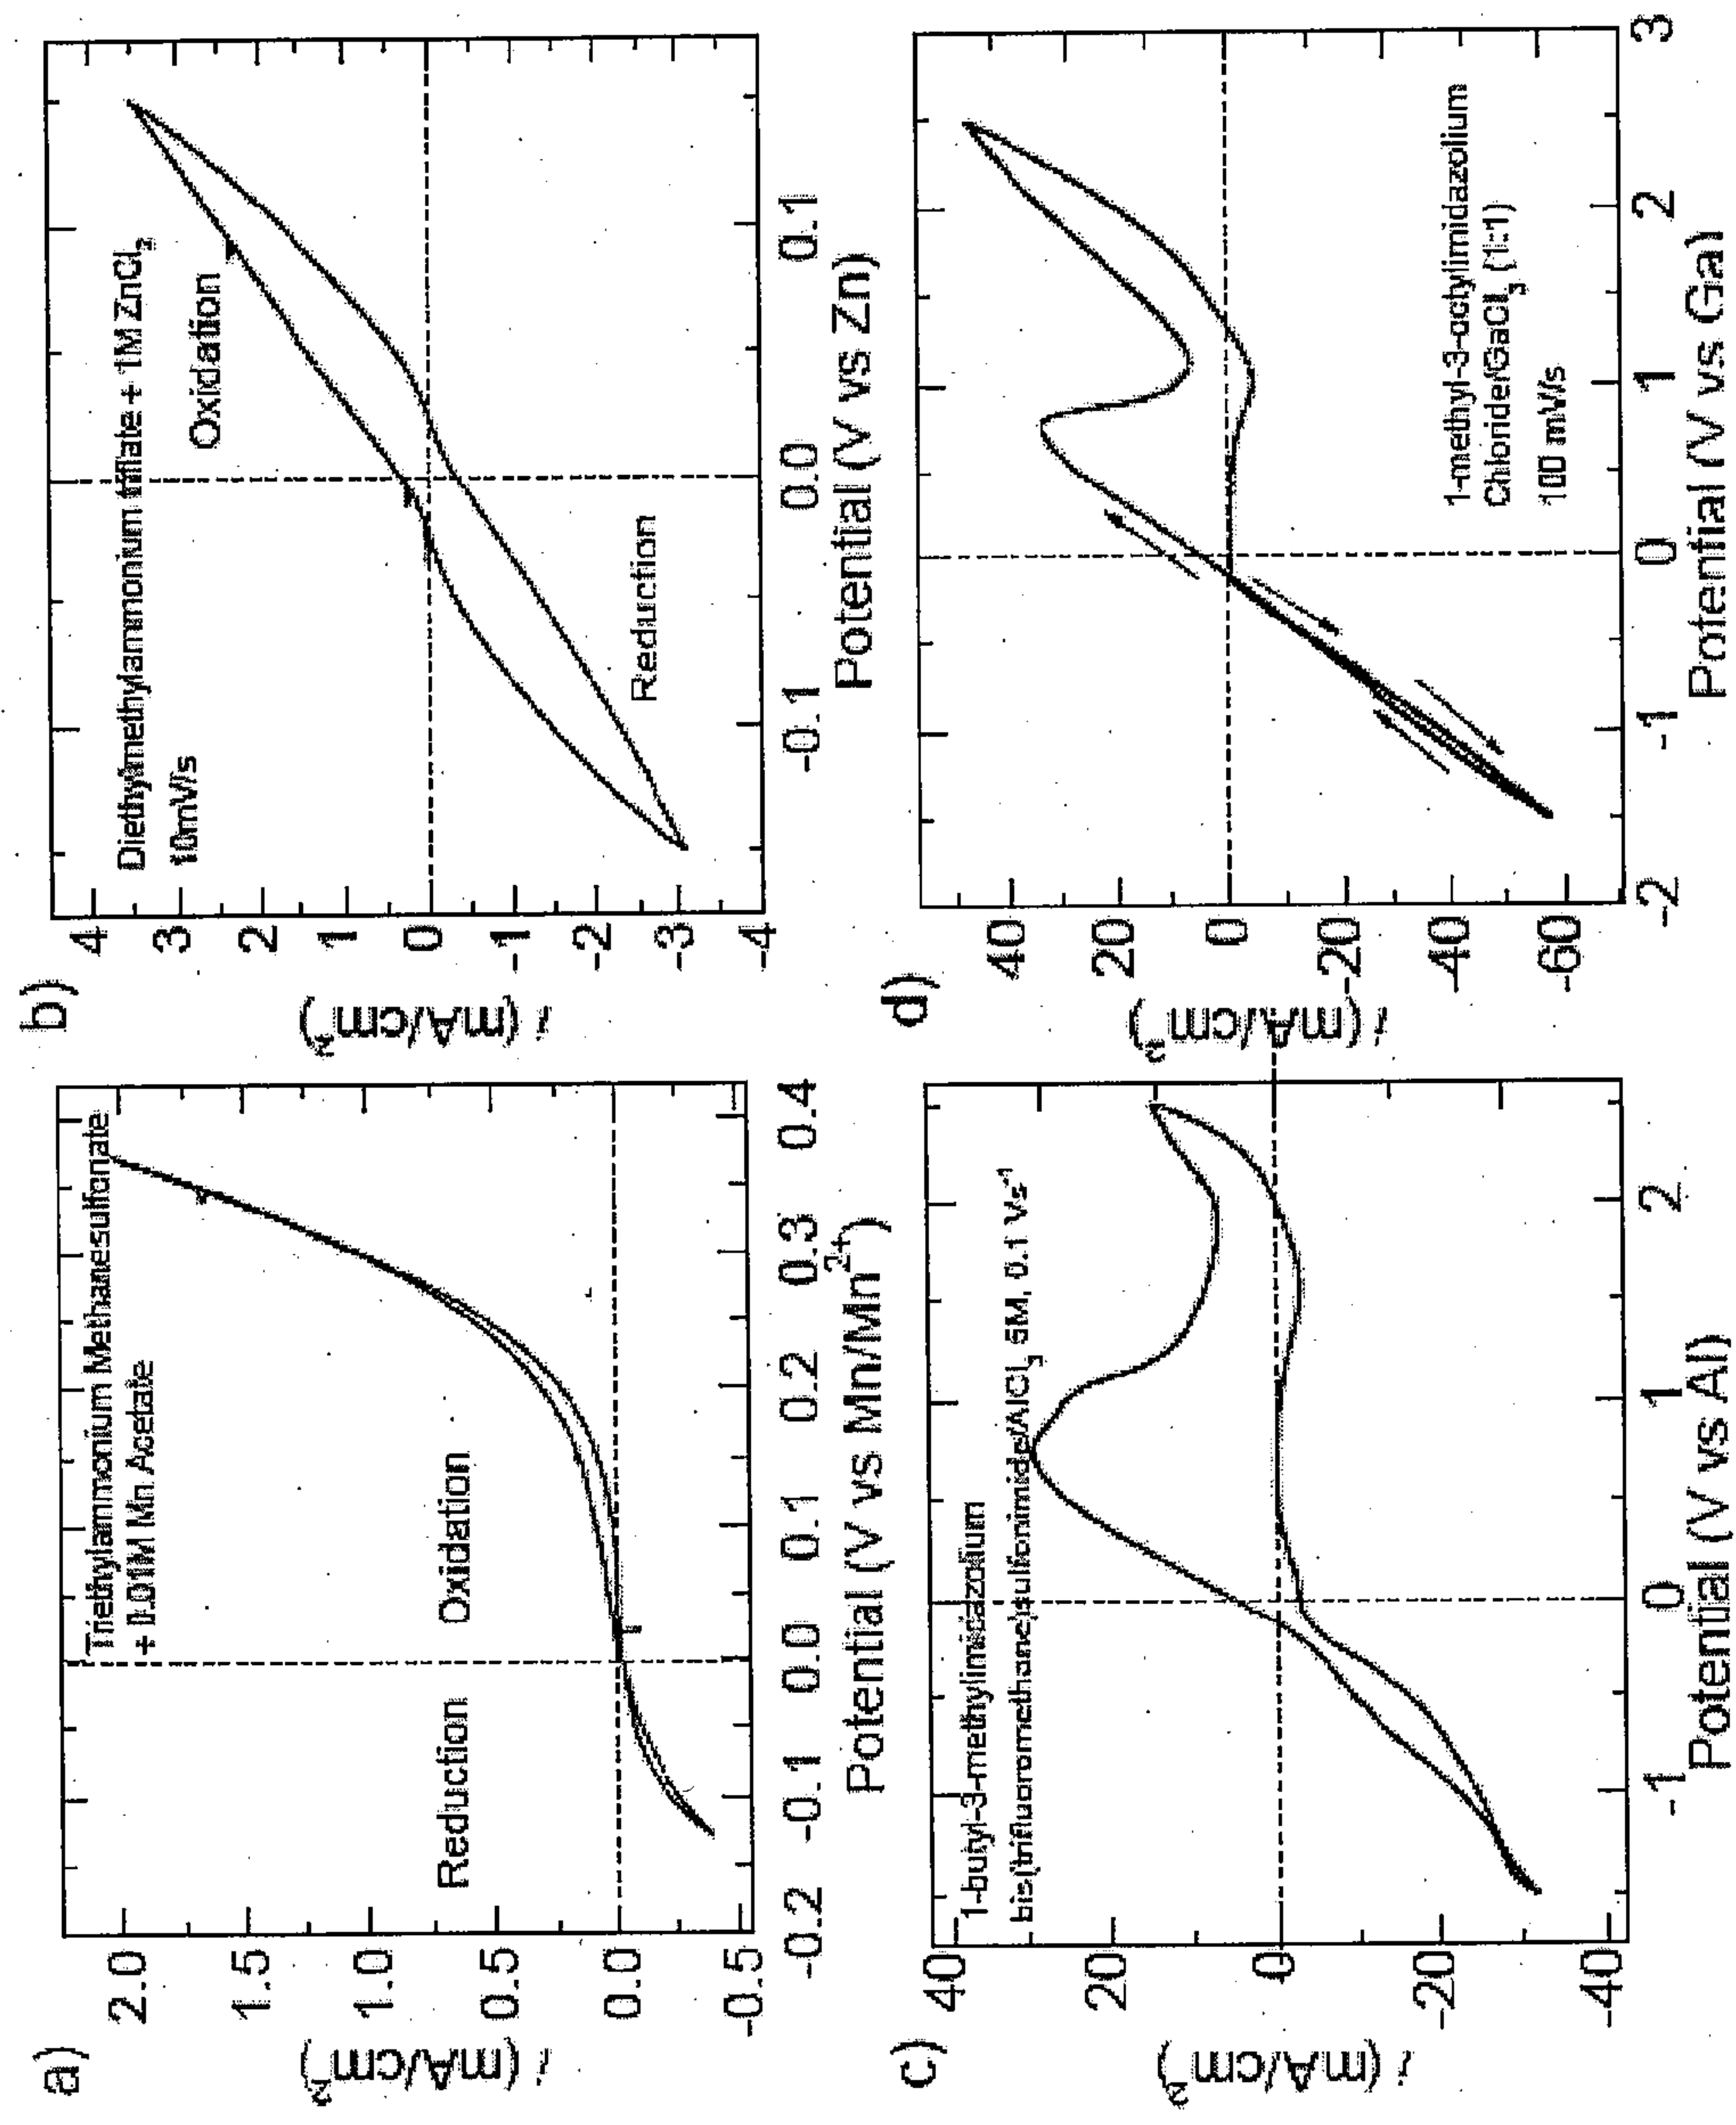 a)
Triethylammonium Methanesulfonate
+ 0.01M Mn Acetate
Reduction
Oxidation
2.0
1.5
1.0
0.5
0.0
-0.5
i (mA/cm²)
-0.2 -0.1 0.0 0.1 0.2 0.3 0.4
Potential (V vs Mn/Mn²⁺)
b)
Diethylmethylammonium triflate + 1M ZnCl₂
10mV/s
Oxidation
Reduction
4
3
2
1
0
-1
-2
-3
-4
i (mA/cm²)
-0.1 0.0 0.1
Potential (V vs Zn)
c)
1-butyl-3-methylimidazolium
bis(trifluoromethane)sulfonimide/AlCl₃ 5M, 0.1 Vs⁻¹
40
20
0
-20
-40
i (mA/cm²)
-1 0 1 2
Potential (V vs Al)
d)
1-methyl-3-octylimidazolium
Chloride/GaCl₃ (1:1)
100 mV/s
40
20
0
-20
-40
-60
i (mA/cm²)
-2 -1 0 1 2 3
Potential (V vs Ga)